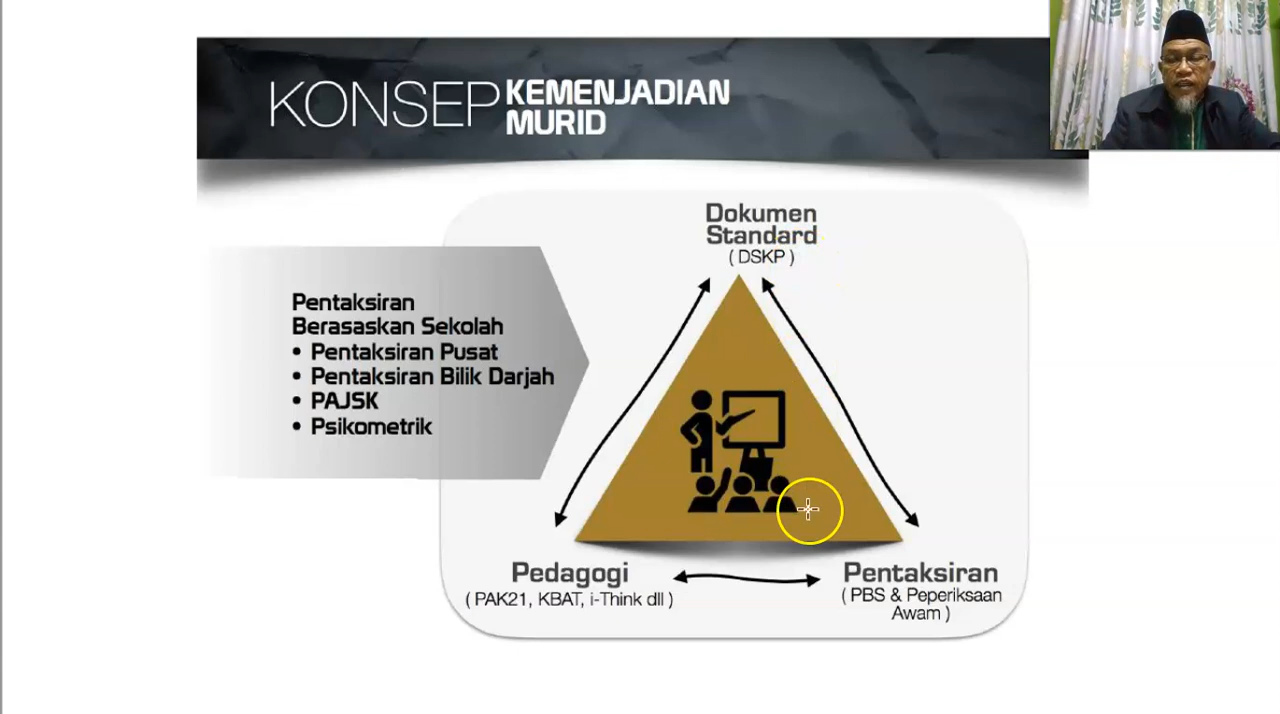 KONSEP KEMENJADIAN
MURID
Dokumen
Standard
( DSKP )
Pentaksiran
Berasaskan Sekolah
• Pentaksiran Pusat
• Pentaksiran Bilik Darjah
• PAJSK
• Psikometrik
Pedagogi
( PAK21, KBAT, i-Think dll )
Pentaksiran
( PBS & Peperiksaan
Awam )